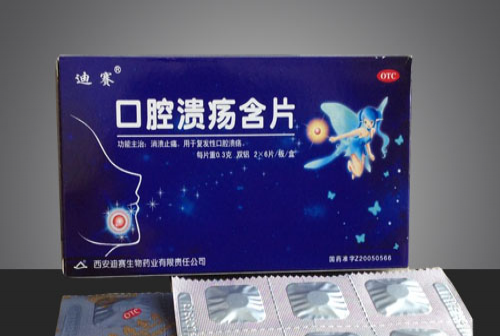 迪赛®
OTC
口腔溃疡含片
功能主治：消溃止痛。用于复发性口腔溃疡。
每片重0.3克 双铝 2×6片/板/盒
西安迪赛生物药业有限责任公司
国药准字Z20050566
OTC